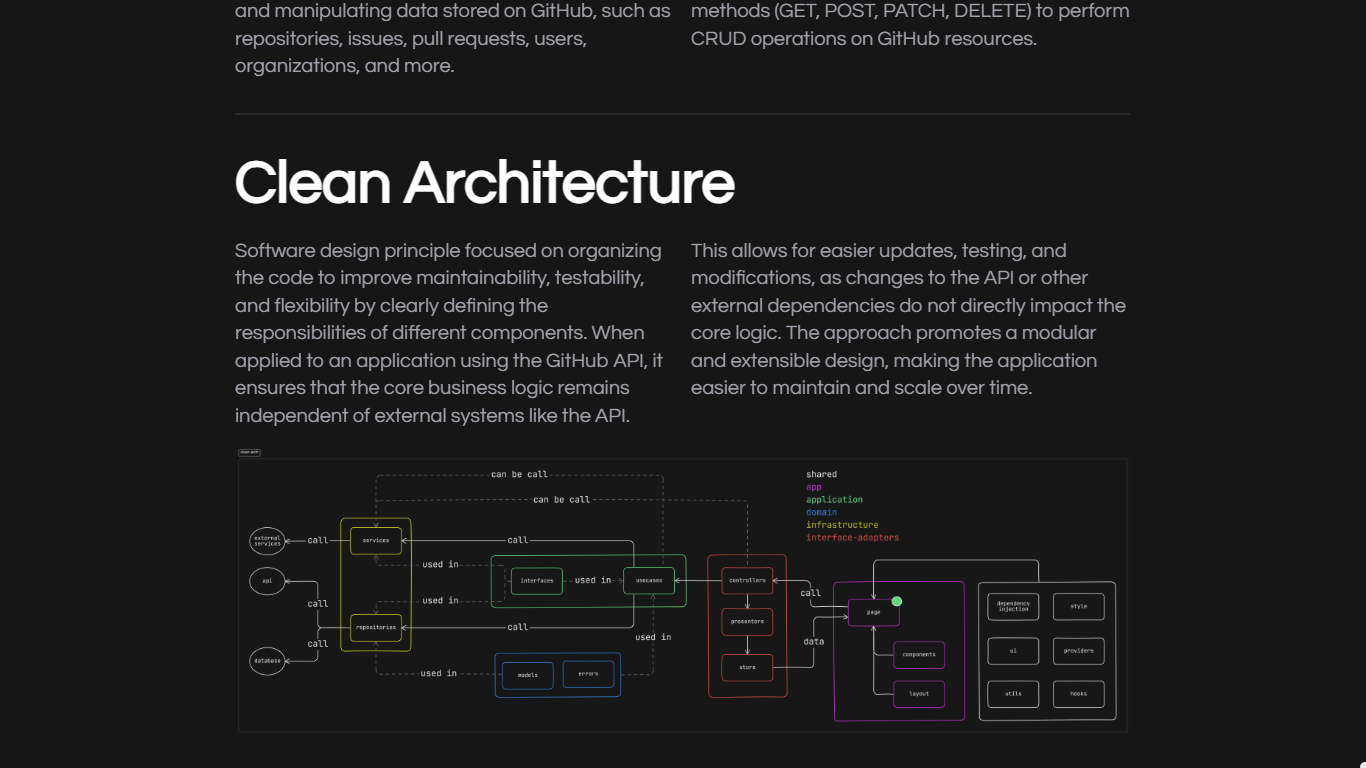 and manipulating data stored on GitHub, such as
repositories, issues, pull requests, users,
organizations, and more.
methods (GET, POST, PATCH, DELETE) to perform
CRUD operations on GitHub resources.
Clean Architecture
Software design principle focused on organizing
the code to improve maintainability, testability,
and flexibility by clearly defining the
responsibilities of different components. When
applied to an application using the GitHub API, it
ensures that the core business logic remains
independent of external systems like the API.
This allows for easier updates, testing, and
modifications, as changes to the API or other
external dependencies do not directly impact the
core logic. The approach promotes a modular
and extensible design, making the application
easier to maintain and scale over time.
clean arch
can be call
can be call
shared
app
application
domain
infrastructure
interface-adapters
external
services
call
services
call
used in
api
interfaces
used in
usecases
controllers
call
call
used in
page
dependency
injection
style
repositories
call
presenters
call
used in
data
ui
providers
components
database
used in
models
errors
store
layout
utils
hooks